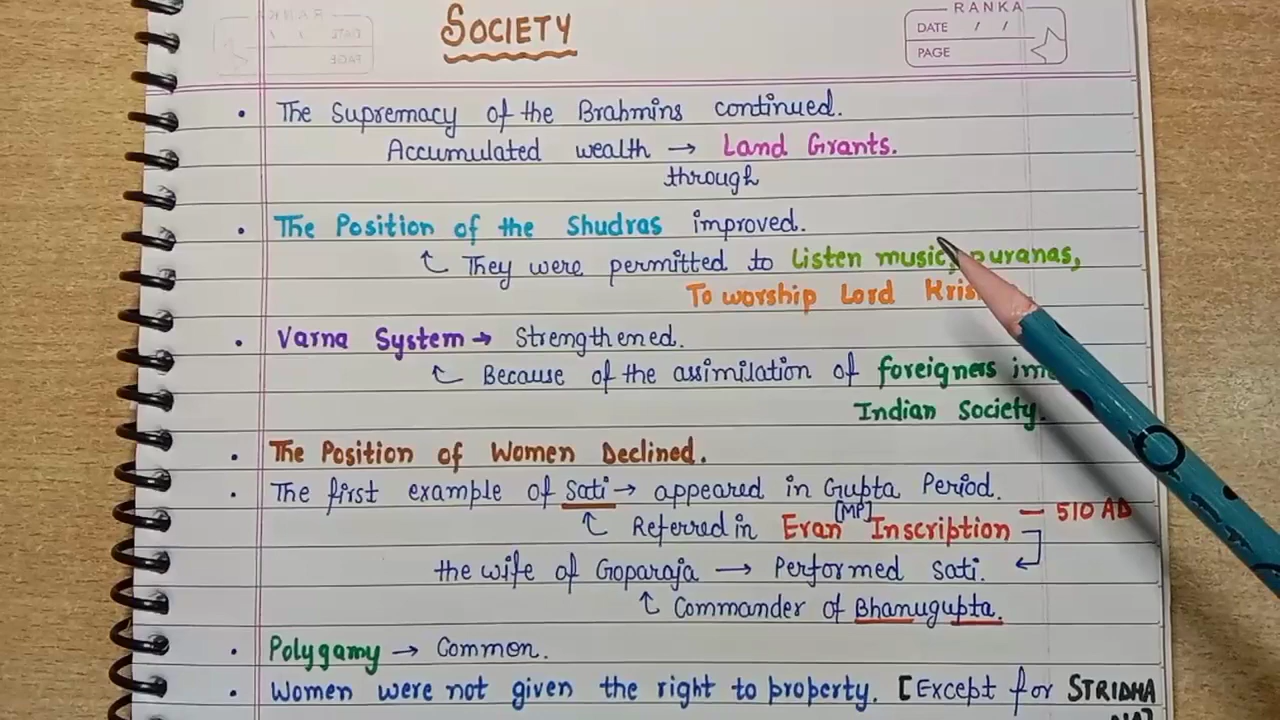 SOCIETY
RANKA
DATE / /
PAGE
• The Supremacy of the Brahmins continued.
Accumulated wealth → Land Grants.
through
• The Position of the Shudras improved.
They were permitted to Listen music, puranas,
To worship Lord
• Varna System → Strengthened.
Because of the assimilation of foreigners
Indian Society.
• The Position of Women Declined.
• The first example of Sati → appeared in Gupta Period.
[MP]
Referred in Eran Inscription — 510 AD
the wife of Goparaja → Performed sati.
Commander of Bhanugupta.
• Polygamy → Common.
• Women were not given the right to property. [Except for STRIDHA